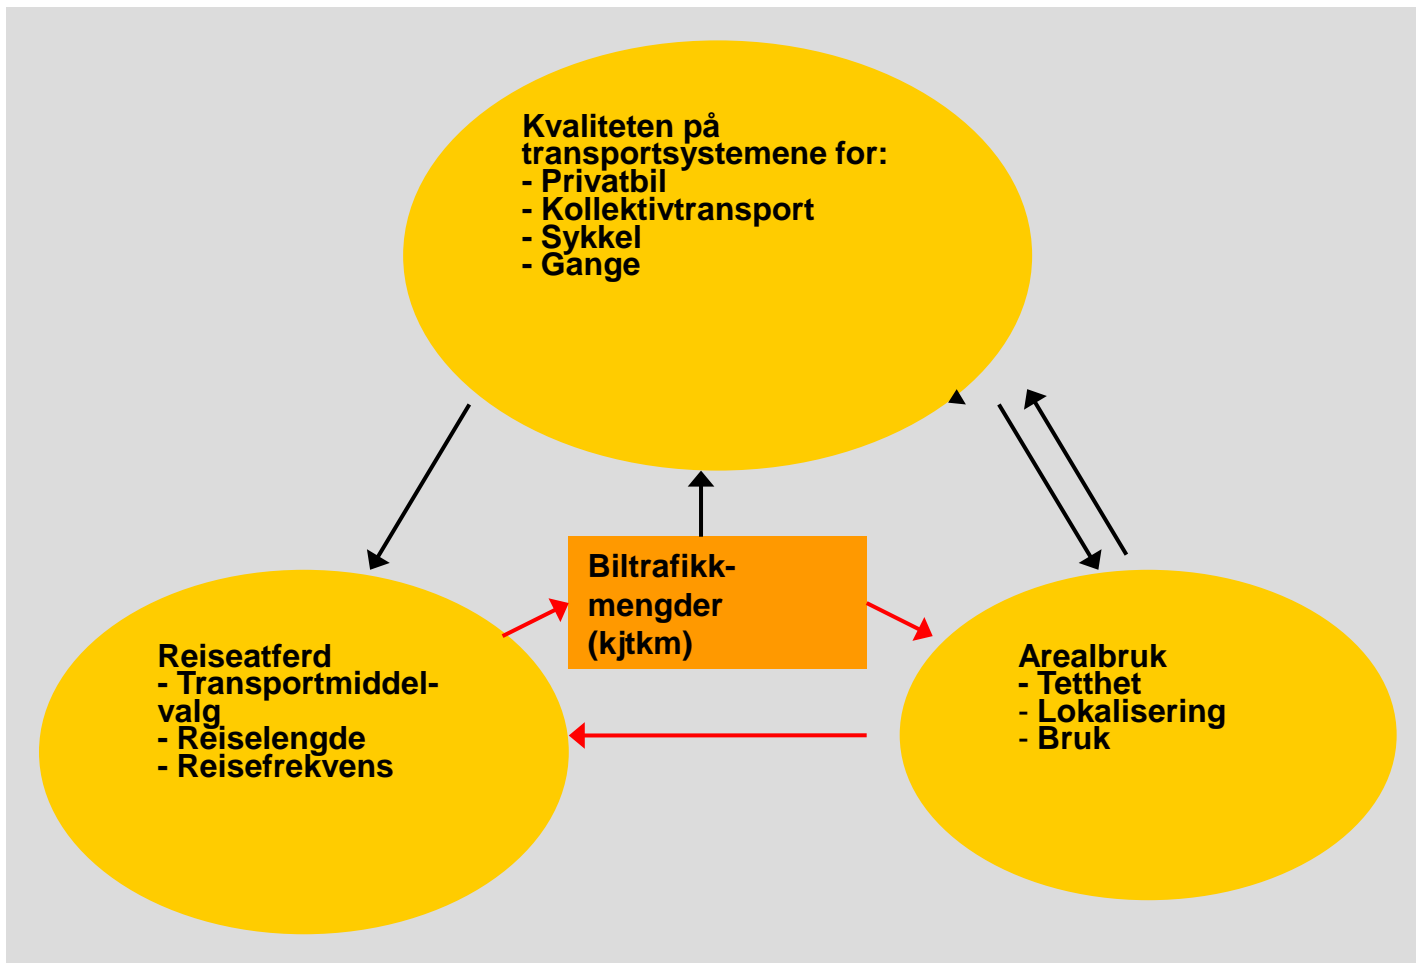 Kvaliteten på
transportsystemene for:
- Privatbil
- Kollektivtransport
- Sykkel
- Gange
Biltrafikk-
mengder
(kjtkm)
Reiseatferd
- Transportmiddel-
valg
- Reiselengde
- Reisefrekvens
Arealbruk
- Tetthet
- Lokalisering
- Bruk